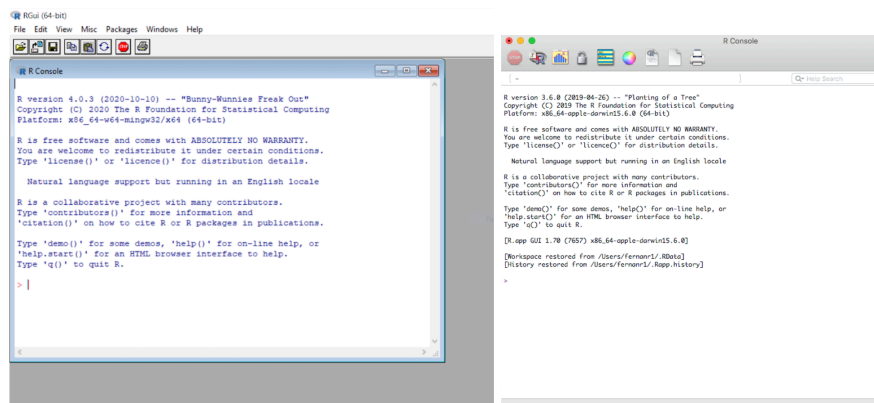 RGui (64-bit)
File Edit View Misc Packages Windows Help
STOP
R Console
R version 4.0.3 (2020-10-10) -- "Bunny-Wunnies Freak Out"
Copyright (C) 2020 The R Foundation for Statistical Computing
Platform: x86_64-w64-mingw32/x64 (64-bit)
R is free software and comes with ABSOLUTELY NO WARRANTY.
You are welcome to redistribute it under certain conditions.
Type 'license()' or 'licence()' for distribution details.
Natural language support but running in an English locale
R is a collaborative project with many contributors.
Type 'contributors()' for more information and
'citation()' on how to cite R or R packages in publications.
Type 'demo()' for some demos, 'help()' for on-line help, or
'help.start()' for an HTML browser interface to help.
Type 'q()' to quit R.
>
R Console
STOP
Q- Help Search
R version 3.6.0 (2019-04-26) -- "Planting of a Tree"
Copyright (C) 2019 The R Foundation for Statistical Computing
Platform: x86_64-apple-darwin15.6.0 (64-bit)
R is free software and comes with ABSOLUTELY NO WARRANTY.
You are welcome to redistribute it under certain conditions.
Type 'license()' or 'licence()' for distribution details.
Natural language support but running in an English locale
R is a collaborative project with many contributors.
Type 'contributors()' for more information and
'citation()' on how to cite R or R packages in publications.
Type 'demo()' for some demos, 'help()' for on-line help, or
'help.start()' for an HTML browser interface to help.
Type 'q()' to quit R.
[R.app GUI 1.70 (7657) x86_64-apple-darwin15.6.0]
[Workspace restored from /Users/fernanr1/.RData]
[History restored from /Users/fernanr1/.Rapp.history]
>